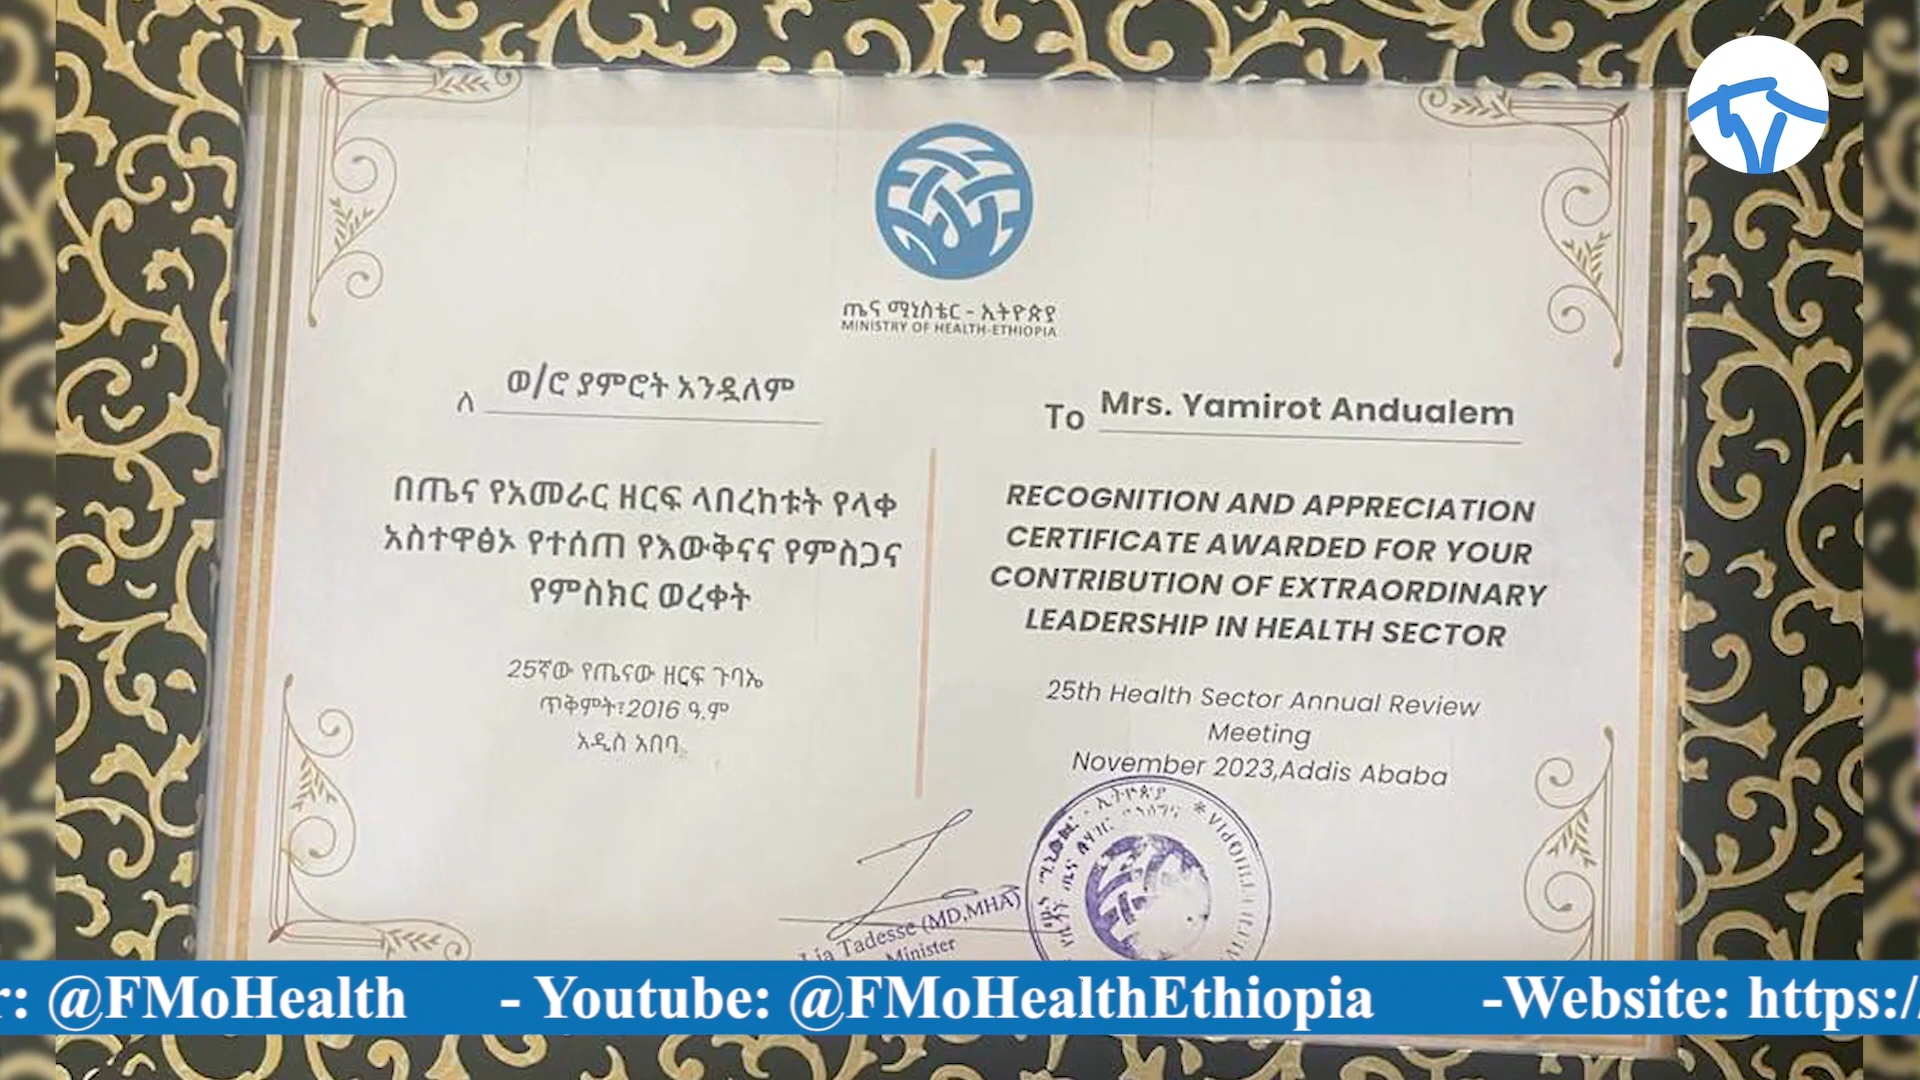 ጤና ሚኒስቴር - ኢትዮጵያ
MINISTRY OF HEALTH-ETHIOPIA
ለ ወ/ሮ ያምሮት አንዷለም
በጤና የአመራር ዘርፍ ላበረከቱት የላቀ
አስተዋፅኦ የተሰጠ የእውቅናና የምስጋና
የምስክር ወረቀት
25ኛው የጤናው ዘርፍ ጉባኤ
ጥቅምት፣2016 ዓ.ም
አዲስ አበባ
To Mrs. Yamirot Andualem
RECOGNITION AND APPRECIATION
CERTIFICATE AWARDED FOR YOUR
CONTRIBUTION OF EXTRAORDINARY
LEADERSHIP IN HEALTH SECTOR
25th Health Sector Annual Review
Meeting
November 2023,Addis Ababa
Lia Tadesse (MD,MHA)
Minister
ኢትዮጵያ
r: @FMoHealth - Youtube: @FMoHealthEthiopia -Website: https:/